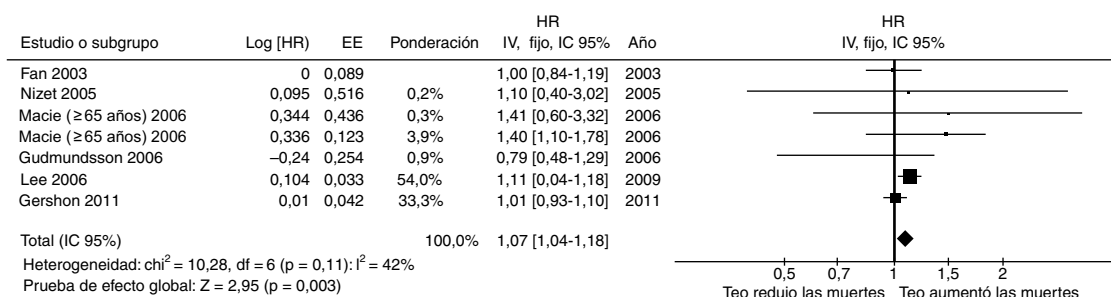 HR HR
Estudio o subgrupo Log [HR] EE Ponderación IV, fijo, IC 95% Año IV, fijo, IC 95%
Fan 2003 0 0,089 1,00 [0,84-1,19] 2003
Nizet 2005 0,095 0,516 0,2% 1,10 [0,40-3,02] 2005
Macie (≥65 años) 2006 0,344 0,436 0,3% 1,41 [0,60-3,32] 2006
Macie (≥65 años) 2006 0,336 0,123 3,9% 1,40 [1,10-1,78] 2006
Gudmundsson 2006 –0,24 0,254 0,9% 0,79 [0,48-1,29] 2006
Lee 2006 0,104 0,033 54,0% 1,11 [0,04-1,18] 2009
Gershon 2011 0,01 0,042 33,3% 1,01 [0,93-1,10] 2011
Total (IC 95%) 100,0% 1,07 [1,04-1,18]
Heterogeneidad: chi² = 10,28, df = 6 (p = 0,11): I² = 42%
Prueba de efecto global: Z = 2,95 (p = 0,003)
0,5 0,7 1 1,5 2
Teo redujo las muertes Teo aumentó las muertes